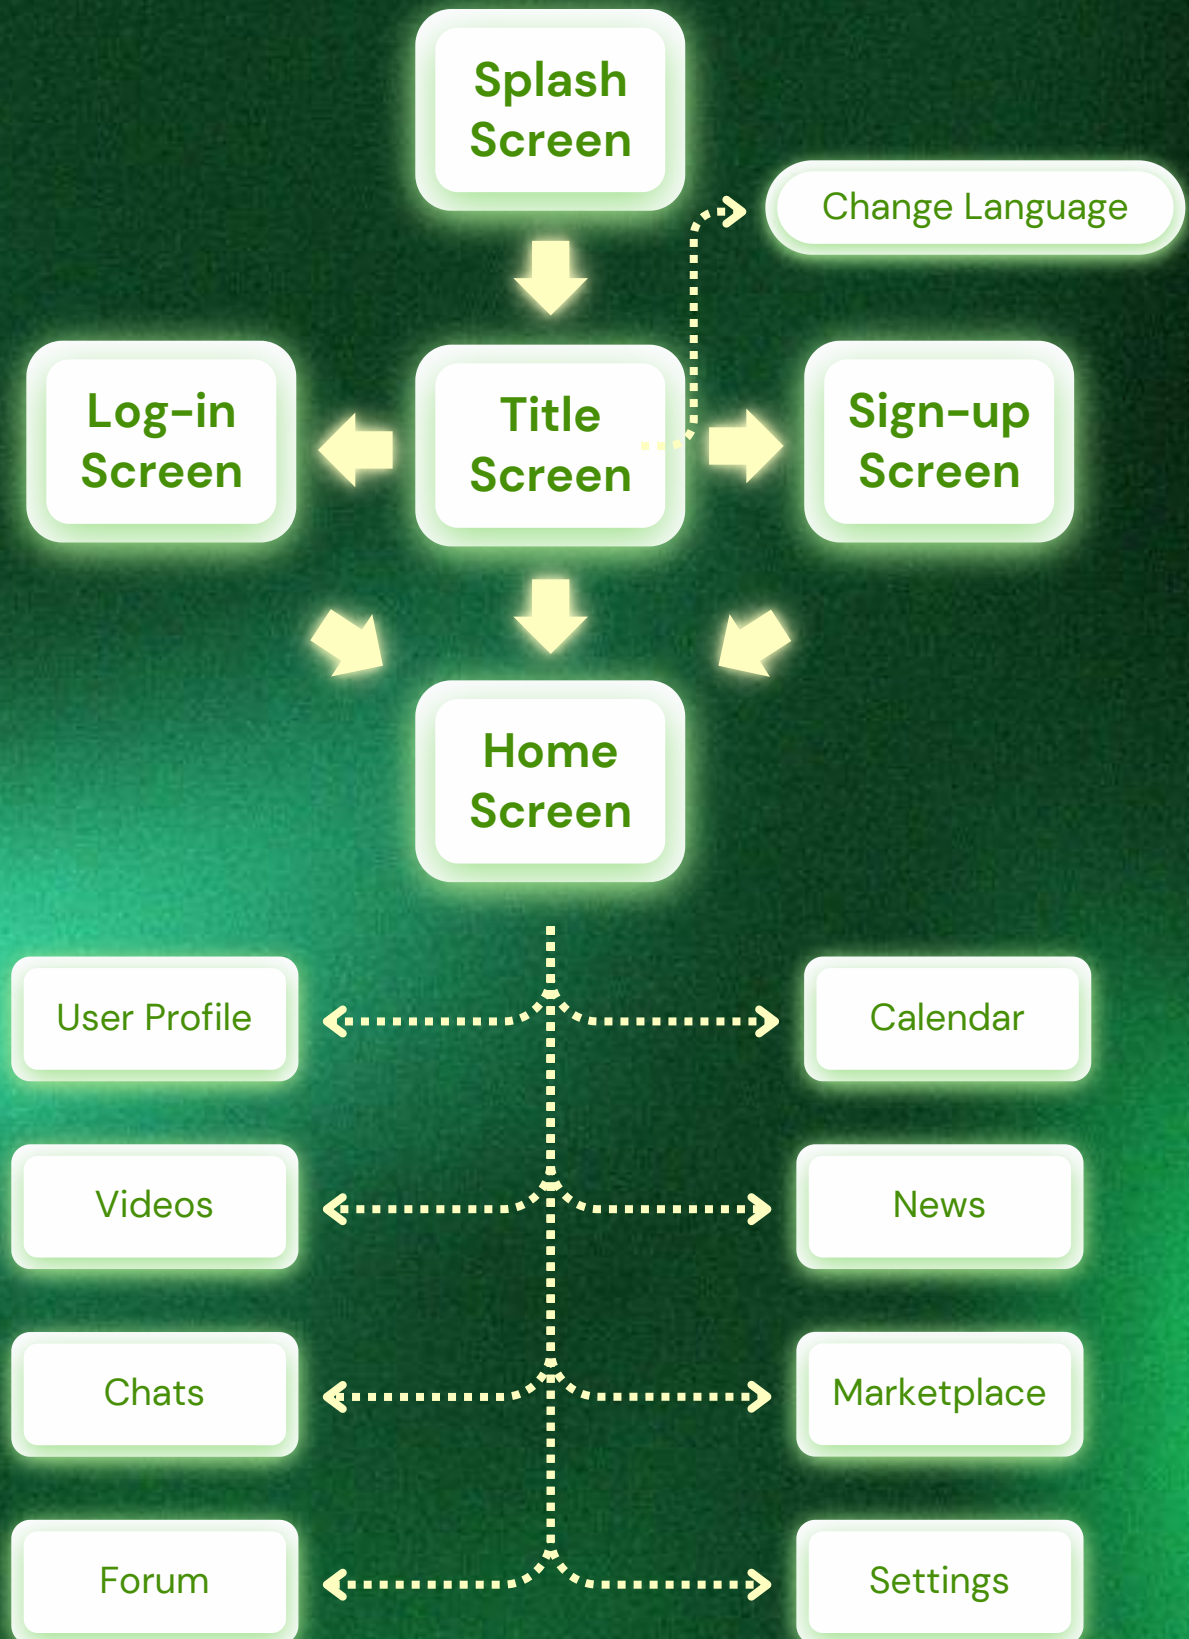 Splash
Screen
Change Language
Log-in
Screen
Title
Screen
Sign-up
Screen
Home
Screen
User Profile
Calendar
Videos
News
Chats
Marketplace
Forum
Settings